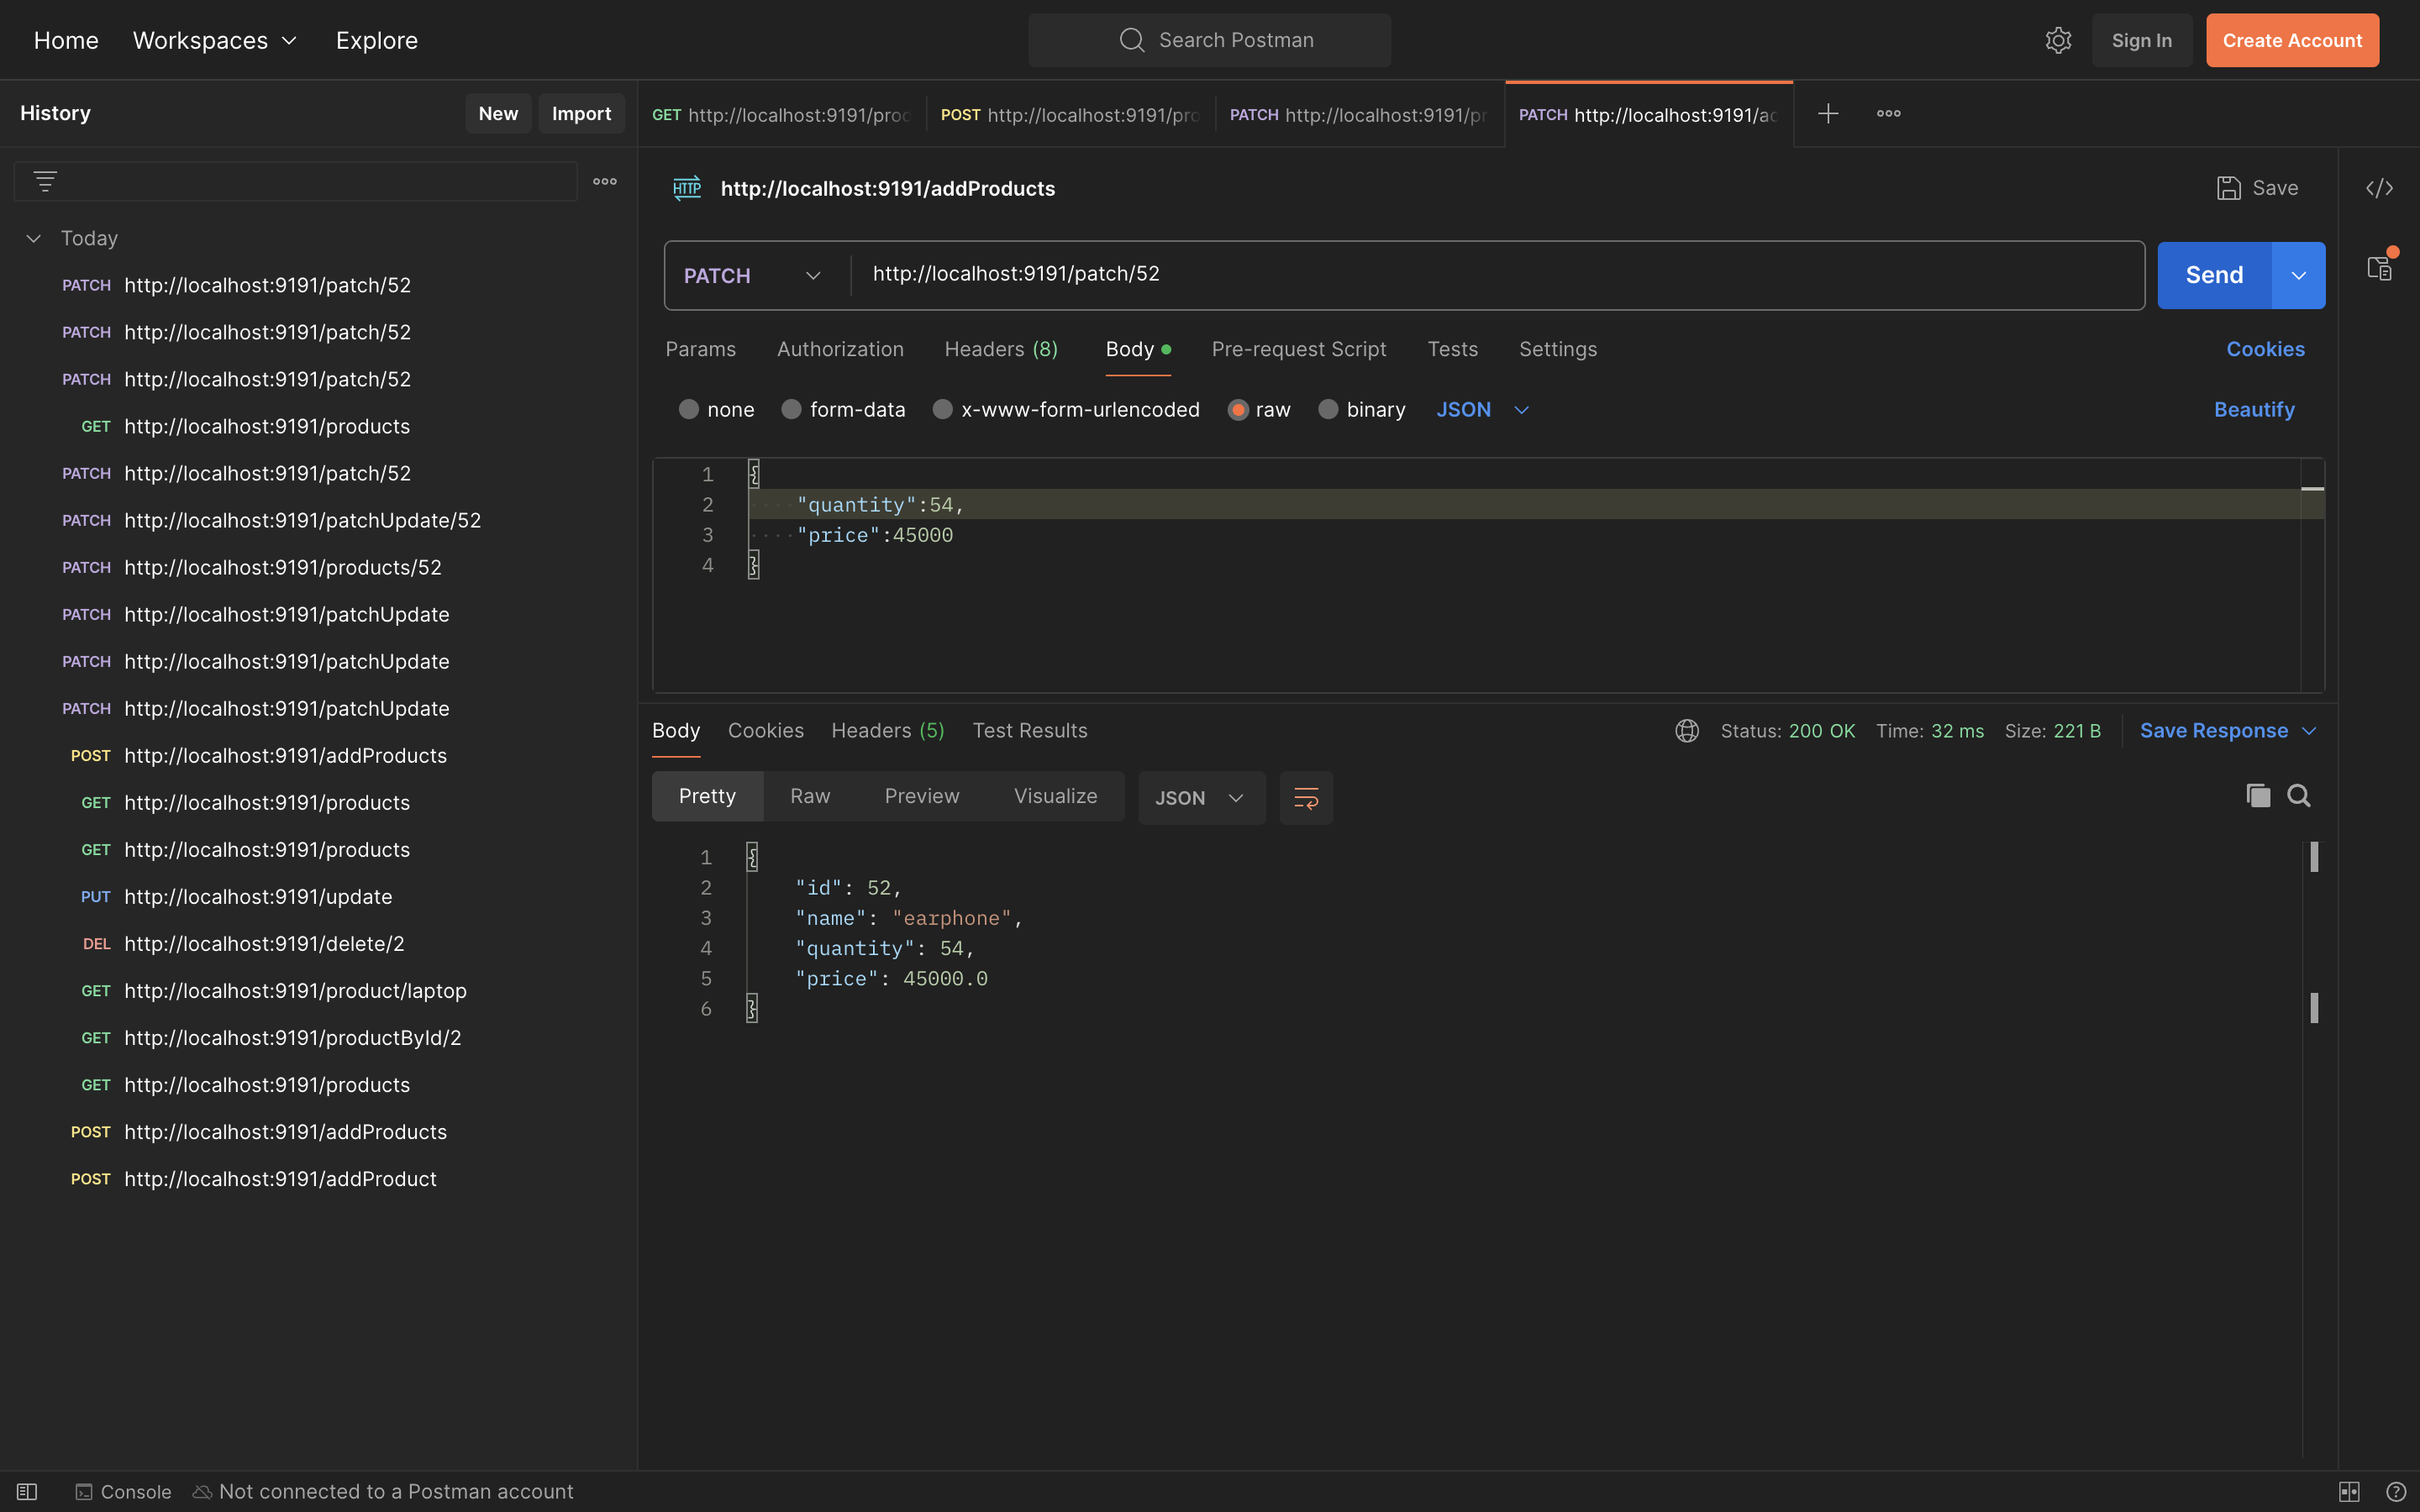 Home Workspaces Explore Search Postman Sign In Create Account
History New Import
GET http://localhost:9191/proc POST http://localhost:9191/pro PATCH http://localhost:9191/pr PATCH http://localhost:9191/ac
HTTP http://localhost:9191/addProducts Save
Today
PATCH http://localhost:9191/patch/52
PATCH http://localhost:9191/patch/52
PATCH http://localhost:9191/patch/52
GET http://localhost:9191/products
PATCH http://localhost:9191/patch/52
PATCH http://localhost:9191/patchUpdate/52
PATCH http://localhost:9191/products/52
PATCH http://localhost:9191/patchUpdate
PATCH http://localhost:9191/patchUpdate
PATCH http://localhost:9191/patchUpdate
POST http://localhost:9191/addProducts
GET http://localhost:9191/products
GET http://localhost:9191/products
PUT http://localhost:9191/update
DEL http://localhost:9191/delete/2
GET http://localhost:9191/product/laptop
GET http://localhost:9191/productById/2
GET http://localhost:9191/products
POST http://localhost:9191/addProducts
POST http://localhost:9191/addProduct
PATCH http://localhost:9191/patch/52 Send
Params Authorization Headers (8) Body Pre-request Script Tests Settings Cookies
none form-data x-www-form-urlencoded raw binary JSON Beautify
1 {
2 "quantity":54,
3 "price":45000
4 }
Body Cookies Headers (5) Test Results Status: 200 OK Time: 32 ms Size: 221 B Save Response
Pretty Raw Preview Visualize JSON
1 {
2 "id": 52,
3 "name": "earphone",
4 "quantity": 54,
5 "price": 45000.0
6 }
Console Not connected to a Postman account